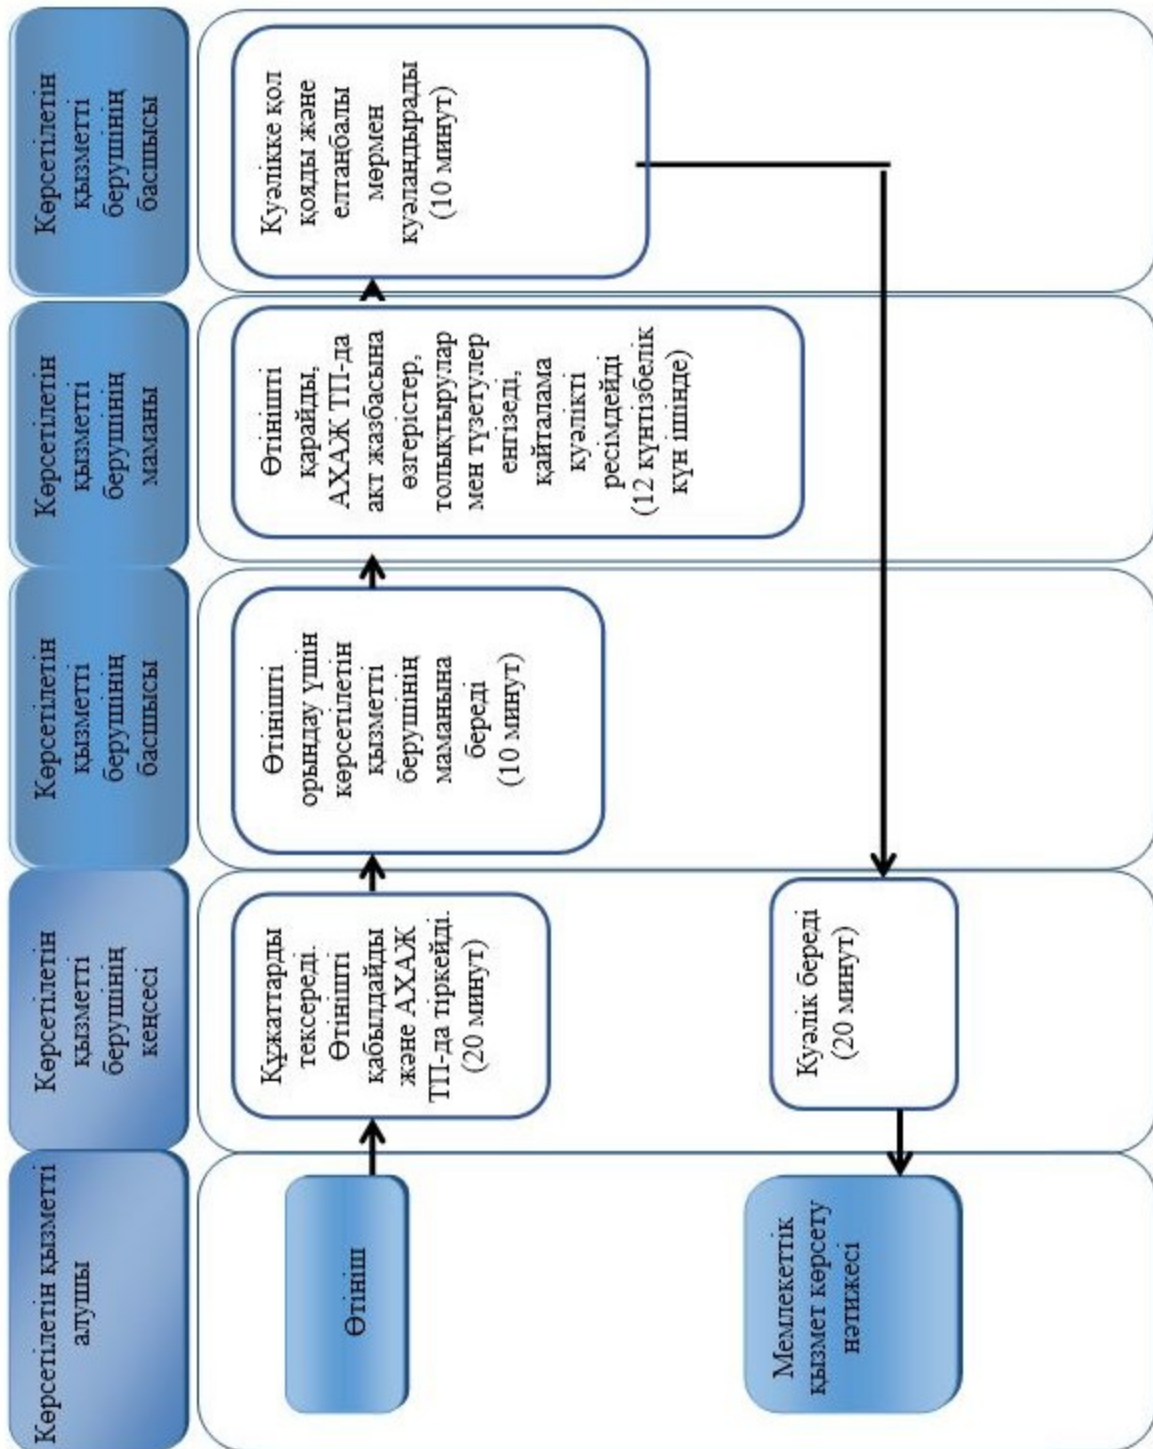 Көрсетілетін қызметті
алушы
Көрсетілетін
қызметті
берушінің
кеңсесі
Көрсетілетін
қызметті
берушінің
басшысы
Көрсетілетін
қызметті
берушінің
маманы
Көрсетілетін
қызметті
берушінің
басшысы
Өтініш
Құжаттарды
тексереді.
Өтінішті
қабылдайды
және АХАЖ
ТП-да тіркейді.
(20 минут)
Өтінішті
орындау үшін
көрсетілетін
қызметті
берушінің
маманына
береді
(10 минут)
Өтінішті
қарайды,
АХАЖ ТП-да
акт жазбасына
өзгерістер,
толықтырулар
мен түзетулер
енгізеді,
қайталама
куәлікті
ресімдейді
(12 күнтізбелік
күн ішінде)
Куәлікке қол
қояды және
елтаңбалы
мөрмен
куәландырады
(10 минут)
Мемлекеттік
қызмет көрсету
нәтижесі
Куәлік береді
(20 минут)